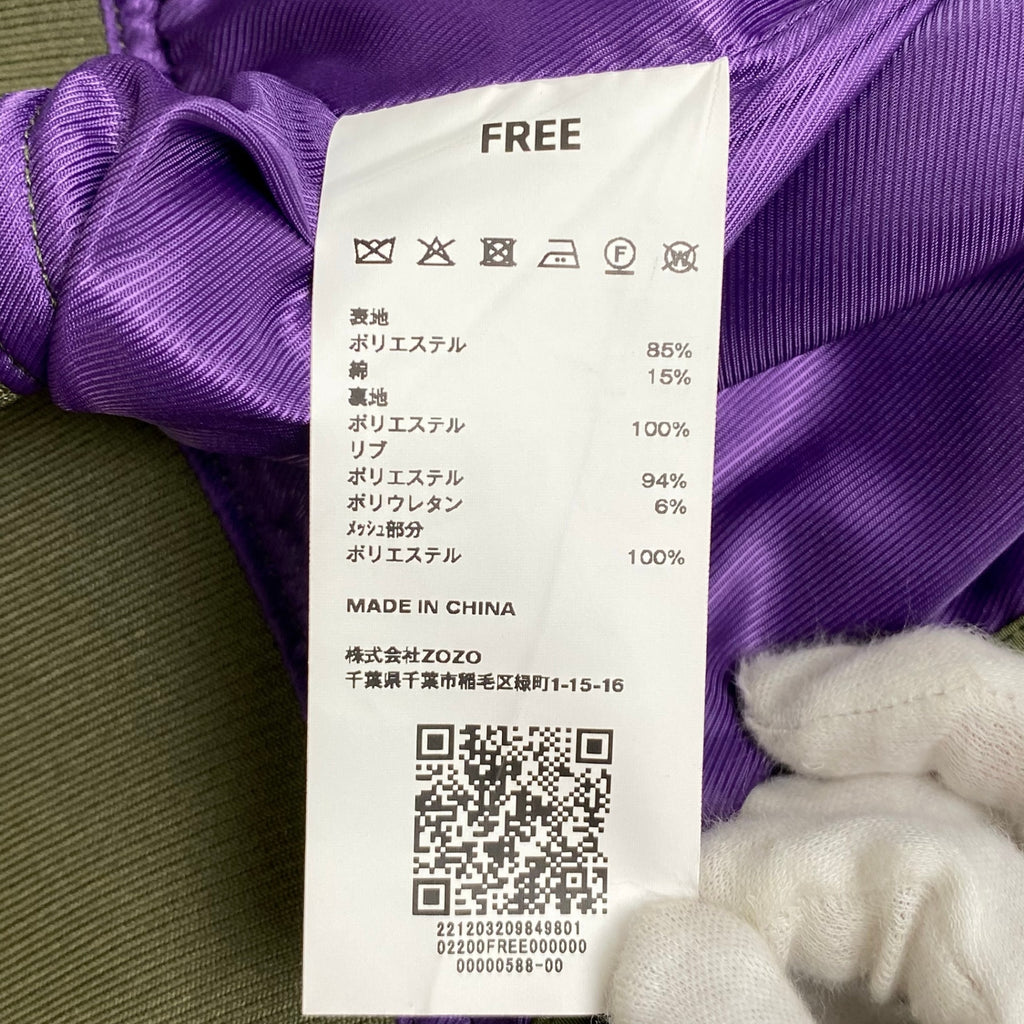 FREE
表地
ポリエステル 85%
綿 15%
裏地
ポリエステル 100%
リブ
ポリエステル 94%
ポリウレタン 6%
メッシュ部分
ポリエステル 100%
MADE IN CHINA
株式会社ZOZO
千葉県千葉市稲毛区緑町1-15-16
221203209849801
02200FREE000000
00000588-00